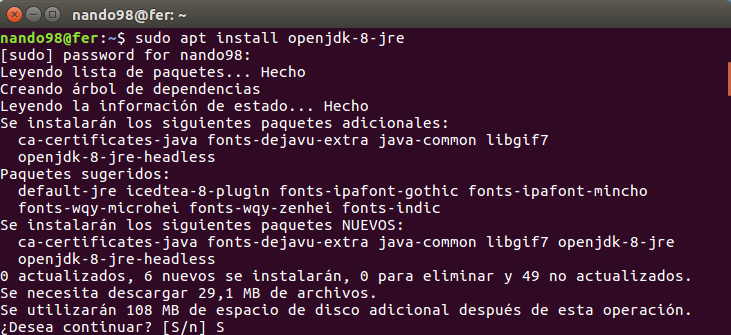 nando98@fer: ~
nando98@fer:~$ sudo apt install openjdk-8-jre
[sudo] password for nando98:
Leyendo lista de paquetes... Hecho
Creando árbol de dependencias
Leyendo la información de estado... Hecho
Se instalarán los siguientes paquetes adicionales:
  ca-certificates-java fonts-dejavu-extra java-common libgif7
  openjdk-8-jre-headless
Paquetes sugeridos:
  default-jre icedtea-8-plugin fonts-ipafont-gothic fonts-ipafont-mincho
  fonts-wqy-microhei fonts-wqy-zenhei fonts-indic
Se instalarán los siguientes paquetes NUEVOS:
  ca-certificates-java fonts-dejavu-extra java-common libgif7 openjdk-8-jre
  openjdk-8-jre-headless
0 actualizados, 6 nuevos se instalarán, 0 para eliminar y 49 no actualizados.
Se necesita descargar 29,1 MB de archivos.
Se utilizarán 108 MB de espacio de disco adicional después de esta operación.
¿Desea continuar? [S/n] S